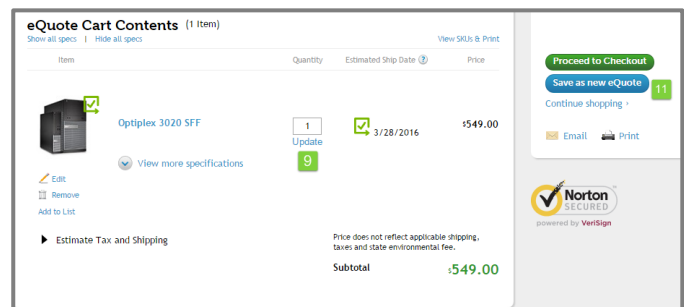 eQuote Cart Contents (1 Item)
Show all specs | Hide all specs
View SKUs & Print
Item Quantity Estimated Ship Date ? Price
Optiplex 3020 SFF
1
Update
9
3/28/2016
$549.00
View more specifications
Edit
Remove
Add to List
Estimate Tax and Shipping
Price does not reflect applicable shipping,
taxes and state environmental fee.
Subtotal $549.00
Proceed to Checkout
Save as new eQuote
11
Continue shopping ›
Email Print
Norton
SECURED
powered by VeriSign